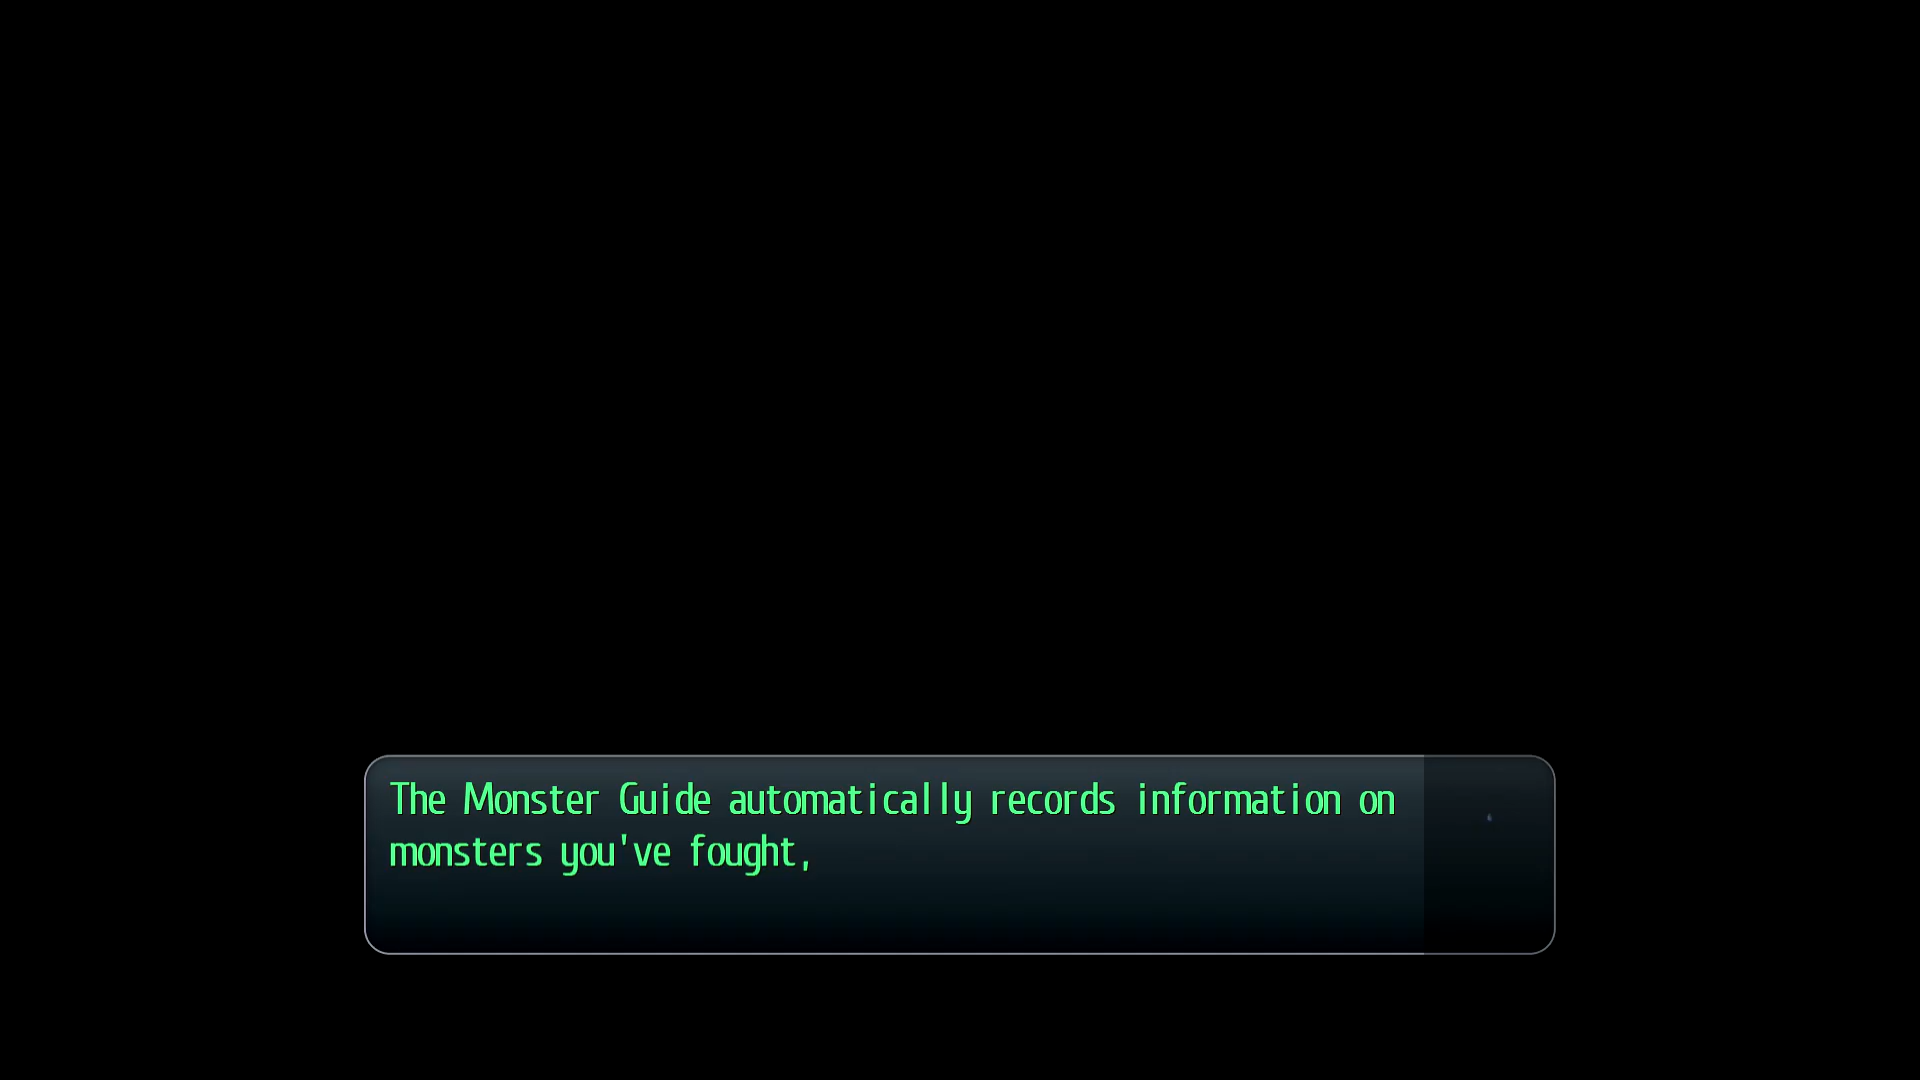 The Monster Guide automatically records information on
monsters you've fought,